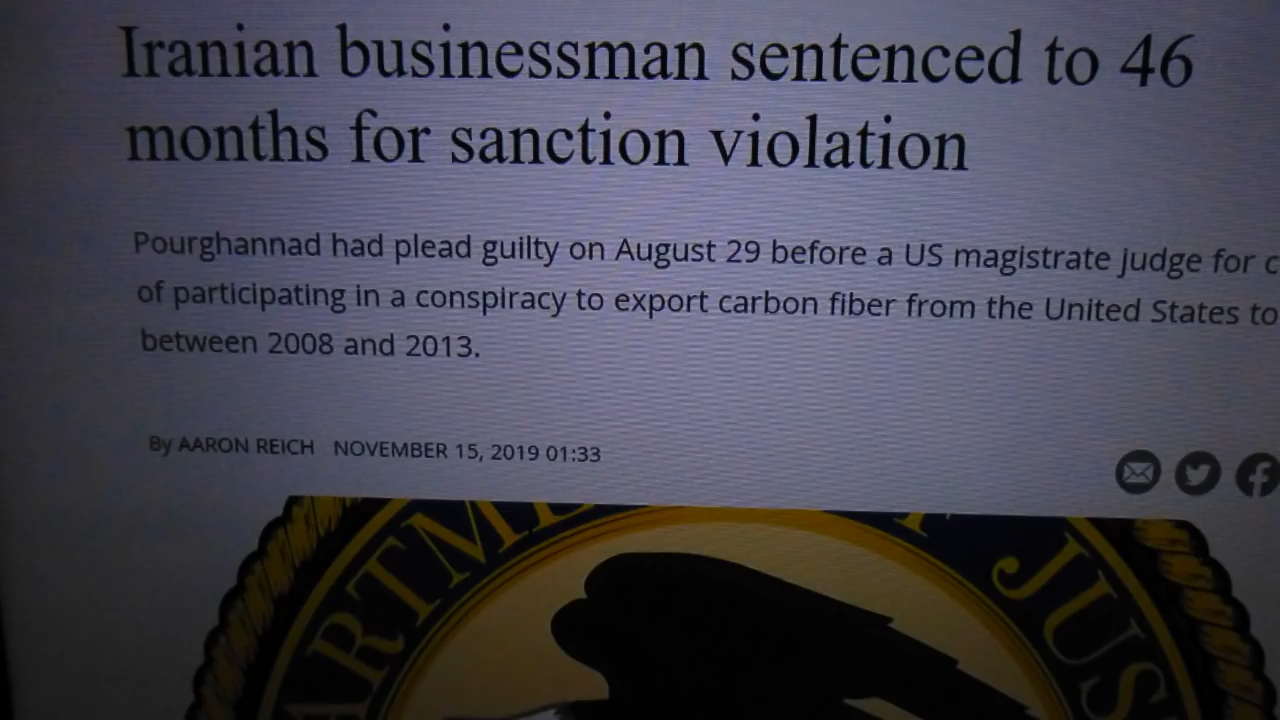 Iranian businessman sentenced to 46
months for sanction violation
Pourghannad had plead guilty on August 29 before a US magistrate judge for
of participating in a conspiracy to export carbon fiber from the United States to
between 2008 and 2013.
By AARON REICH NOVEMBER 15, 2019 01:33
ARTME JUS